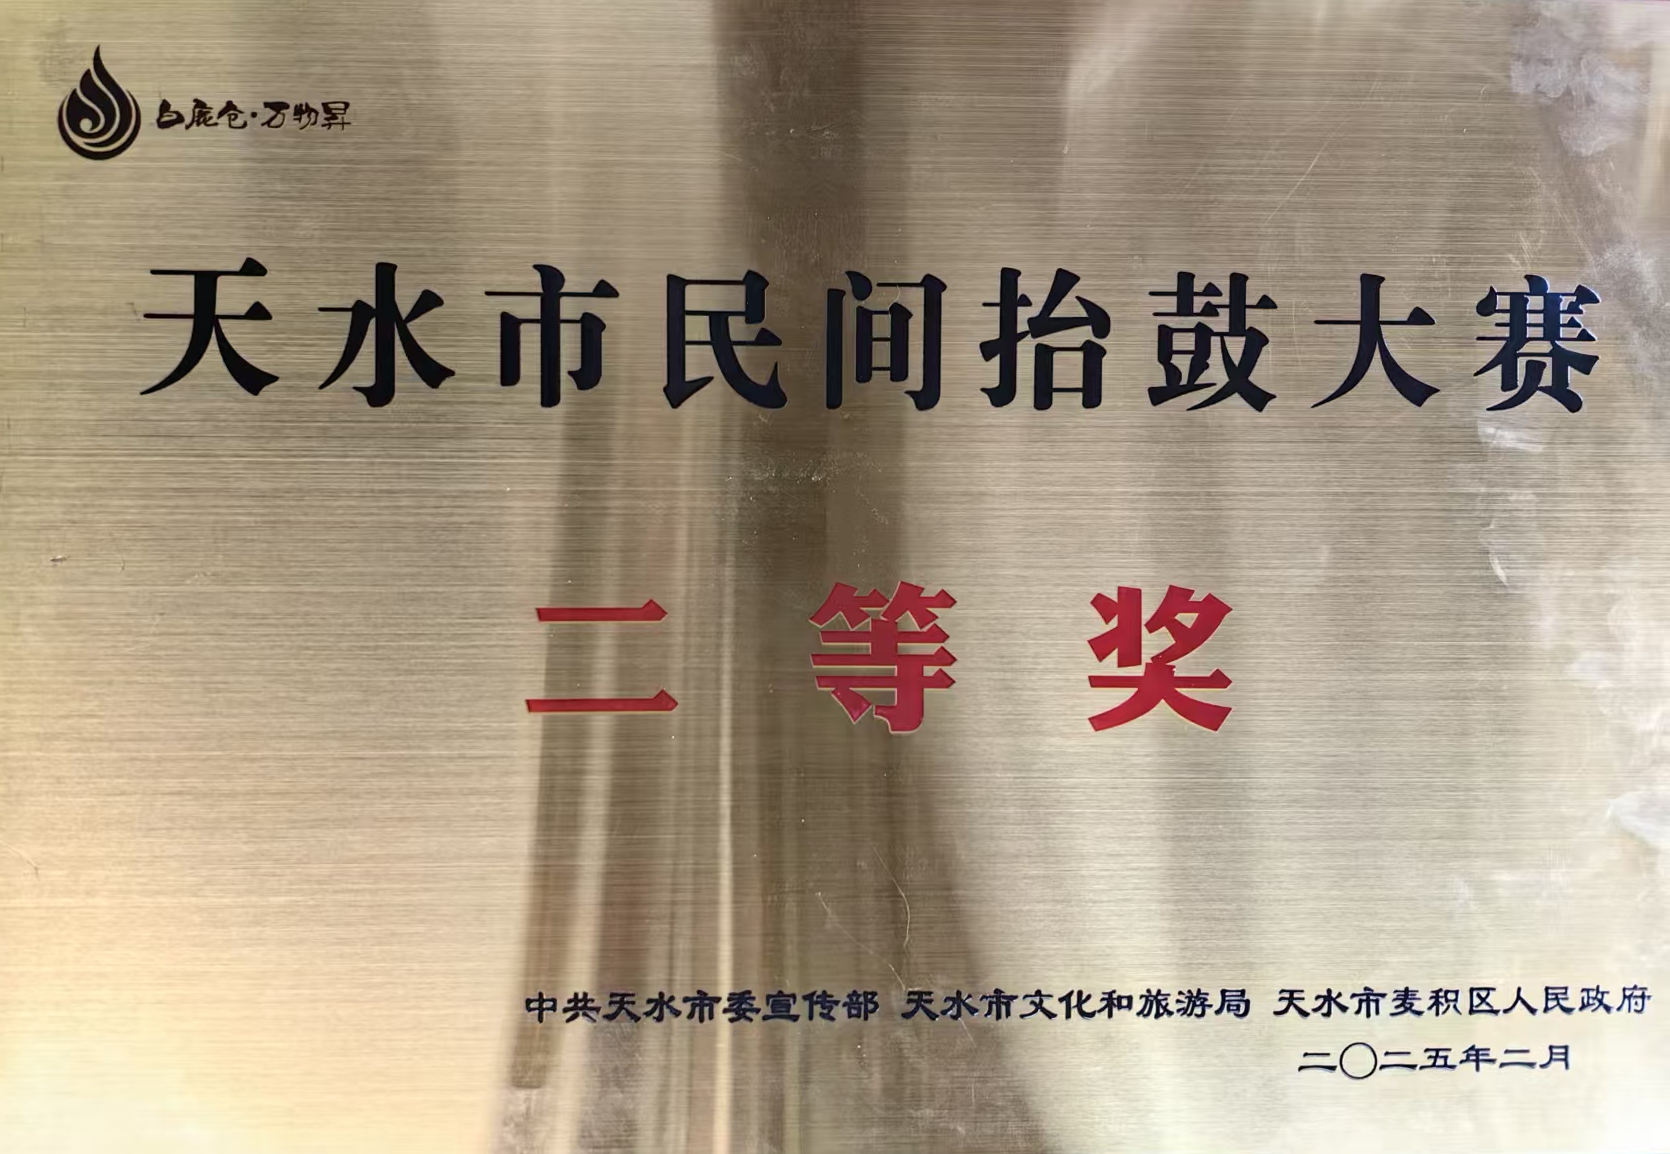 白鹿仓·万物昇
天水市民间抬鼓大赛
二等奖
中共天水市委宣传部 天水市文化和旅游局 天水市麦积区人民政府
二〇二五年二月